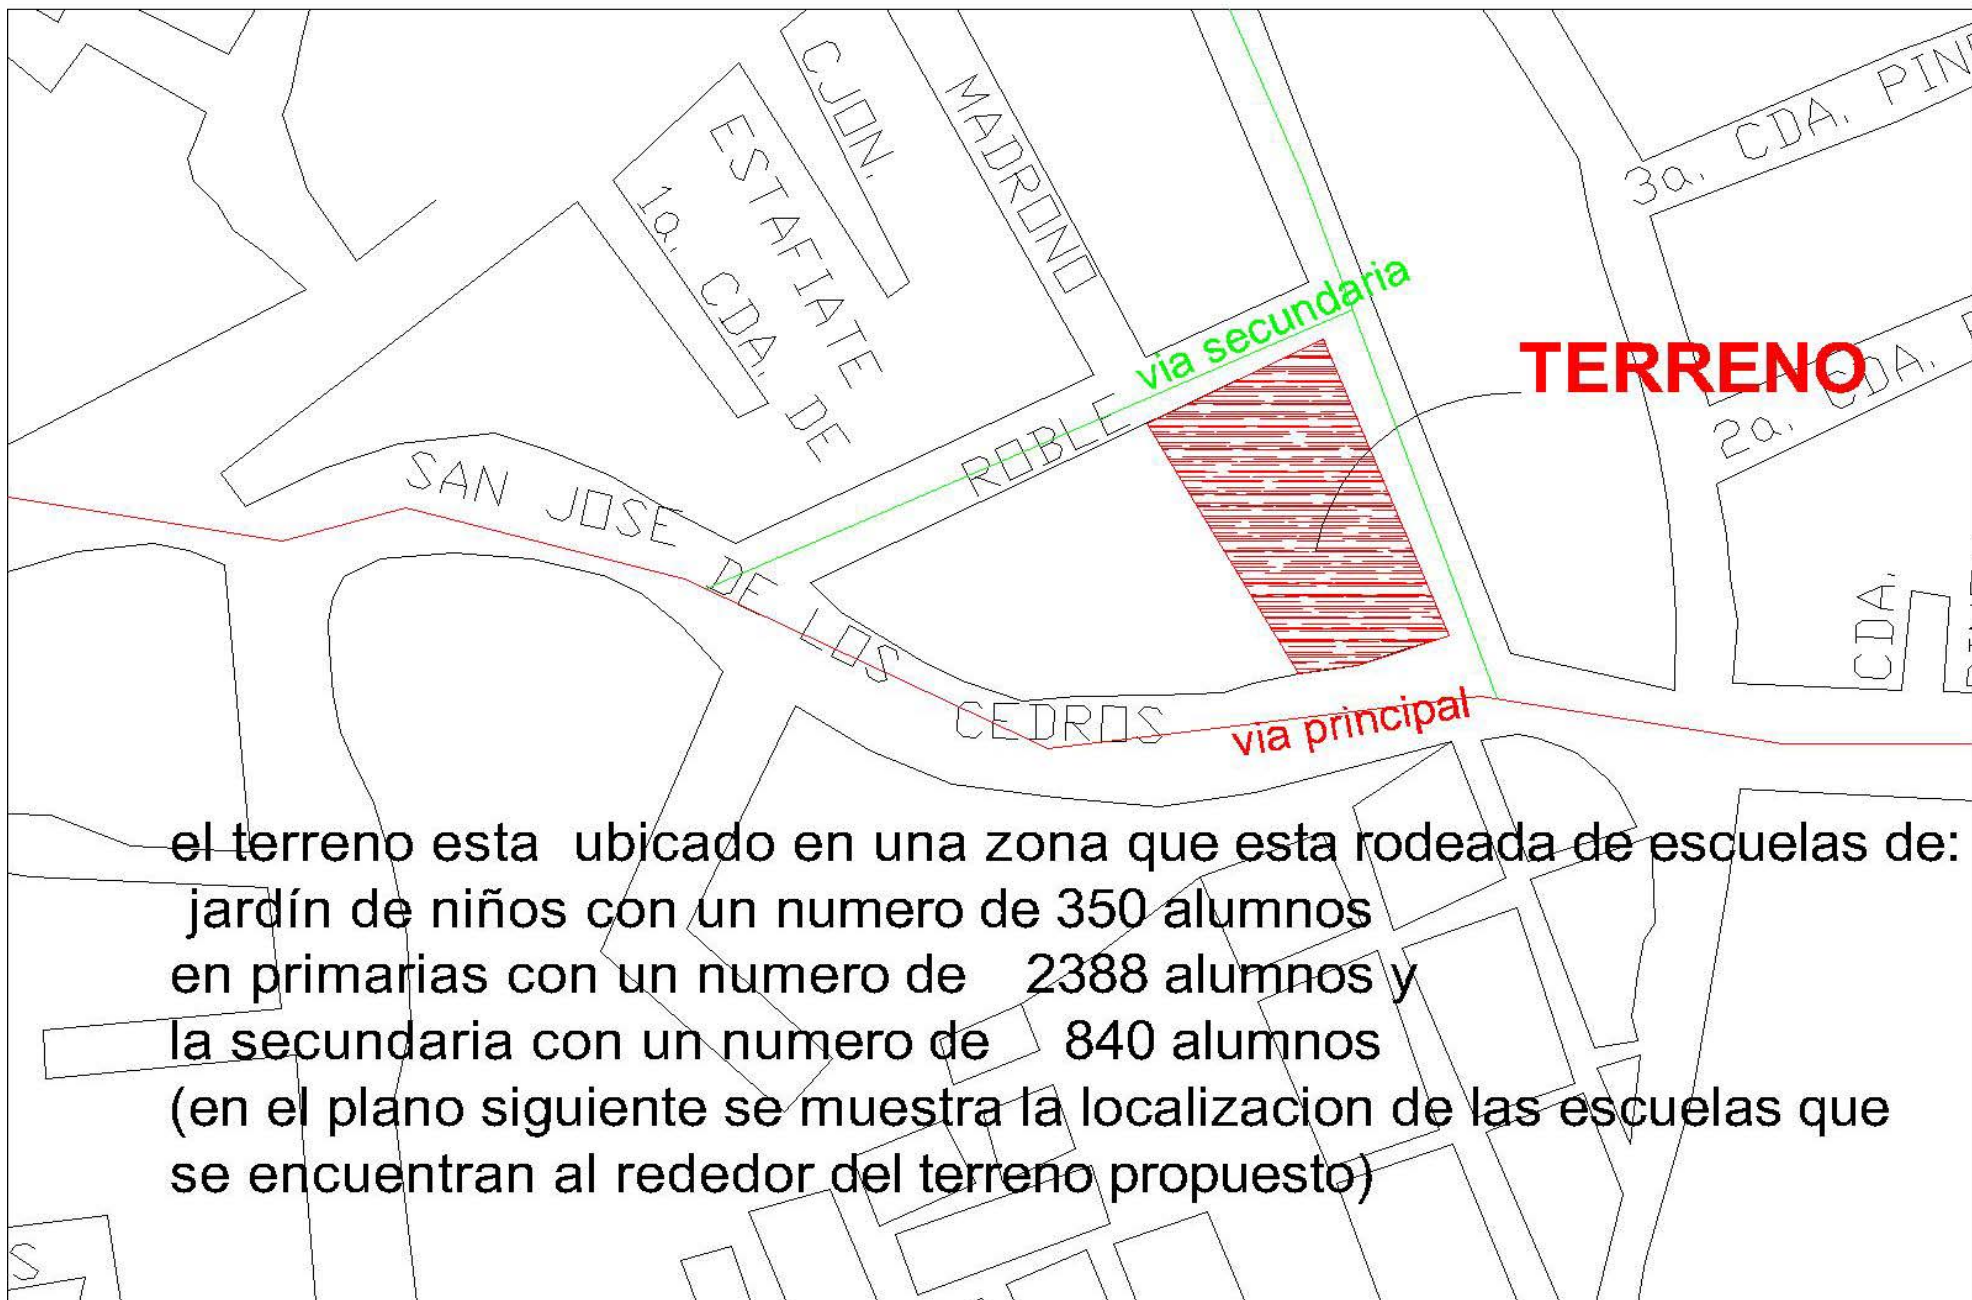 CJON.
MADRONO
ESTAFIATE
1a. CDA. DE
3a. CDA.
via secundaria
TERRENO
2a. CDA.
ROBLE
SAN JOSE DE LOS CEDROS
CDA.
via principal
el terreno esta ubicado en una zona que esta rodeada de escuelas de:
jardín de niños con un numero de 350 alumnos
en primarias con un numero de 2388 alumnos y
la secundaria con un numero de 840 alumnos
(en el plano siguiente se muestra la localizacion de las escuelas que
se encuentran al rededor del terreno propuesto)
S